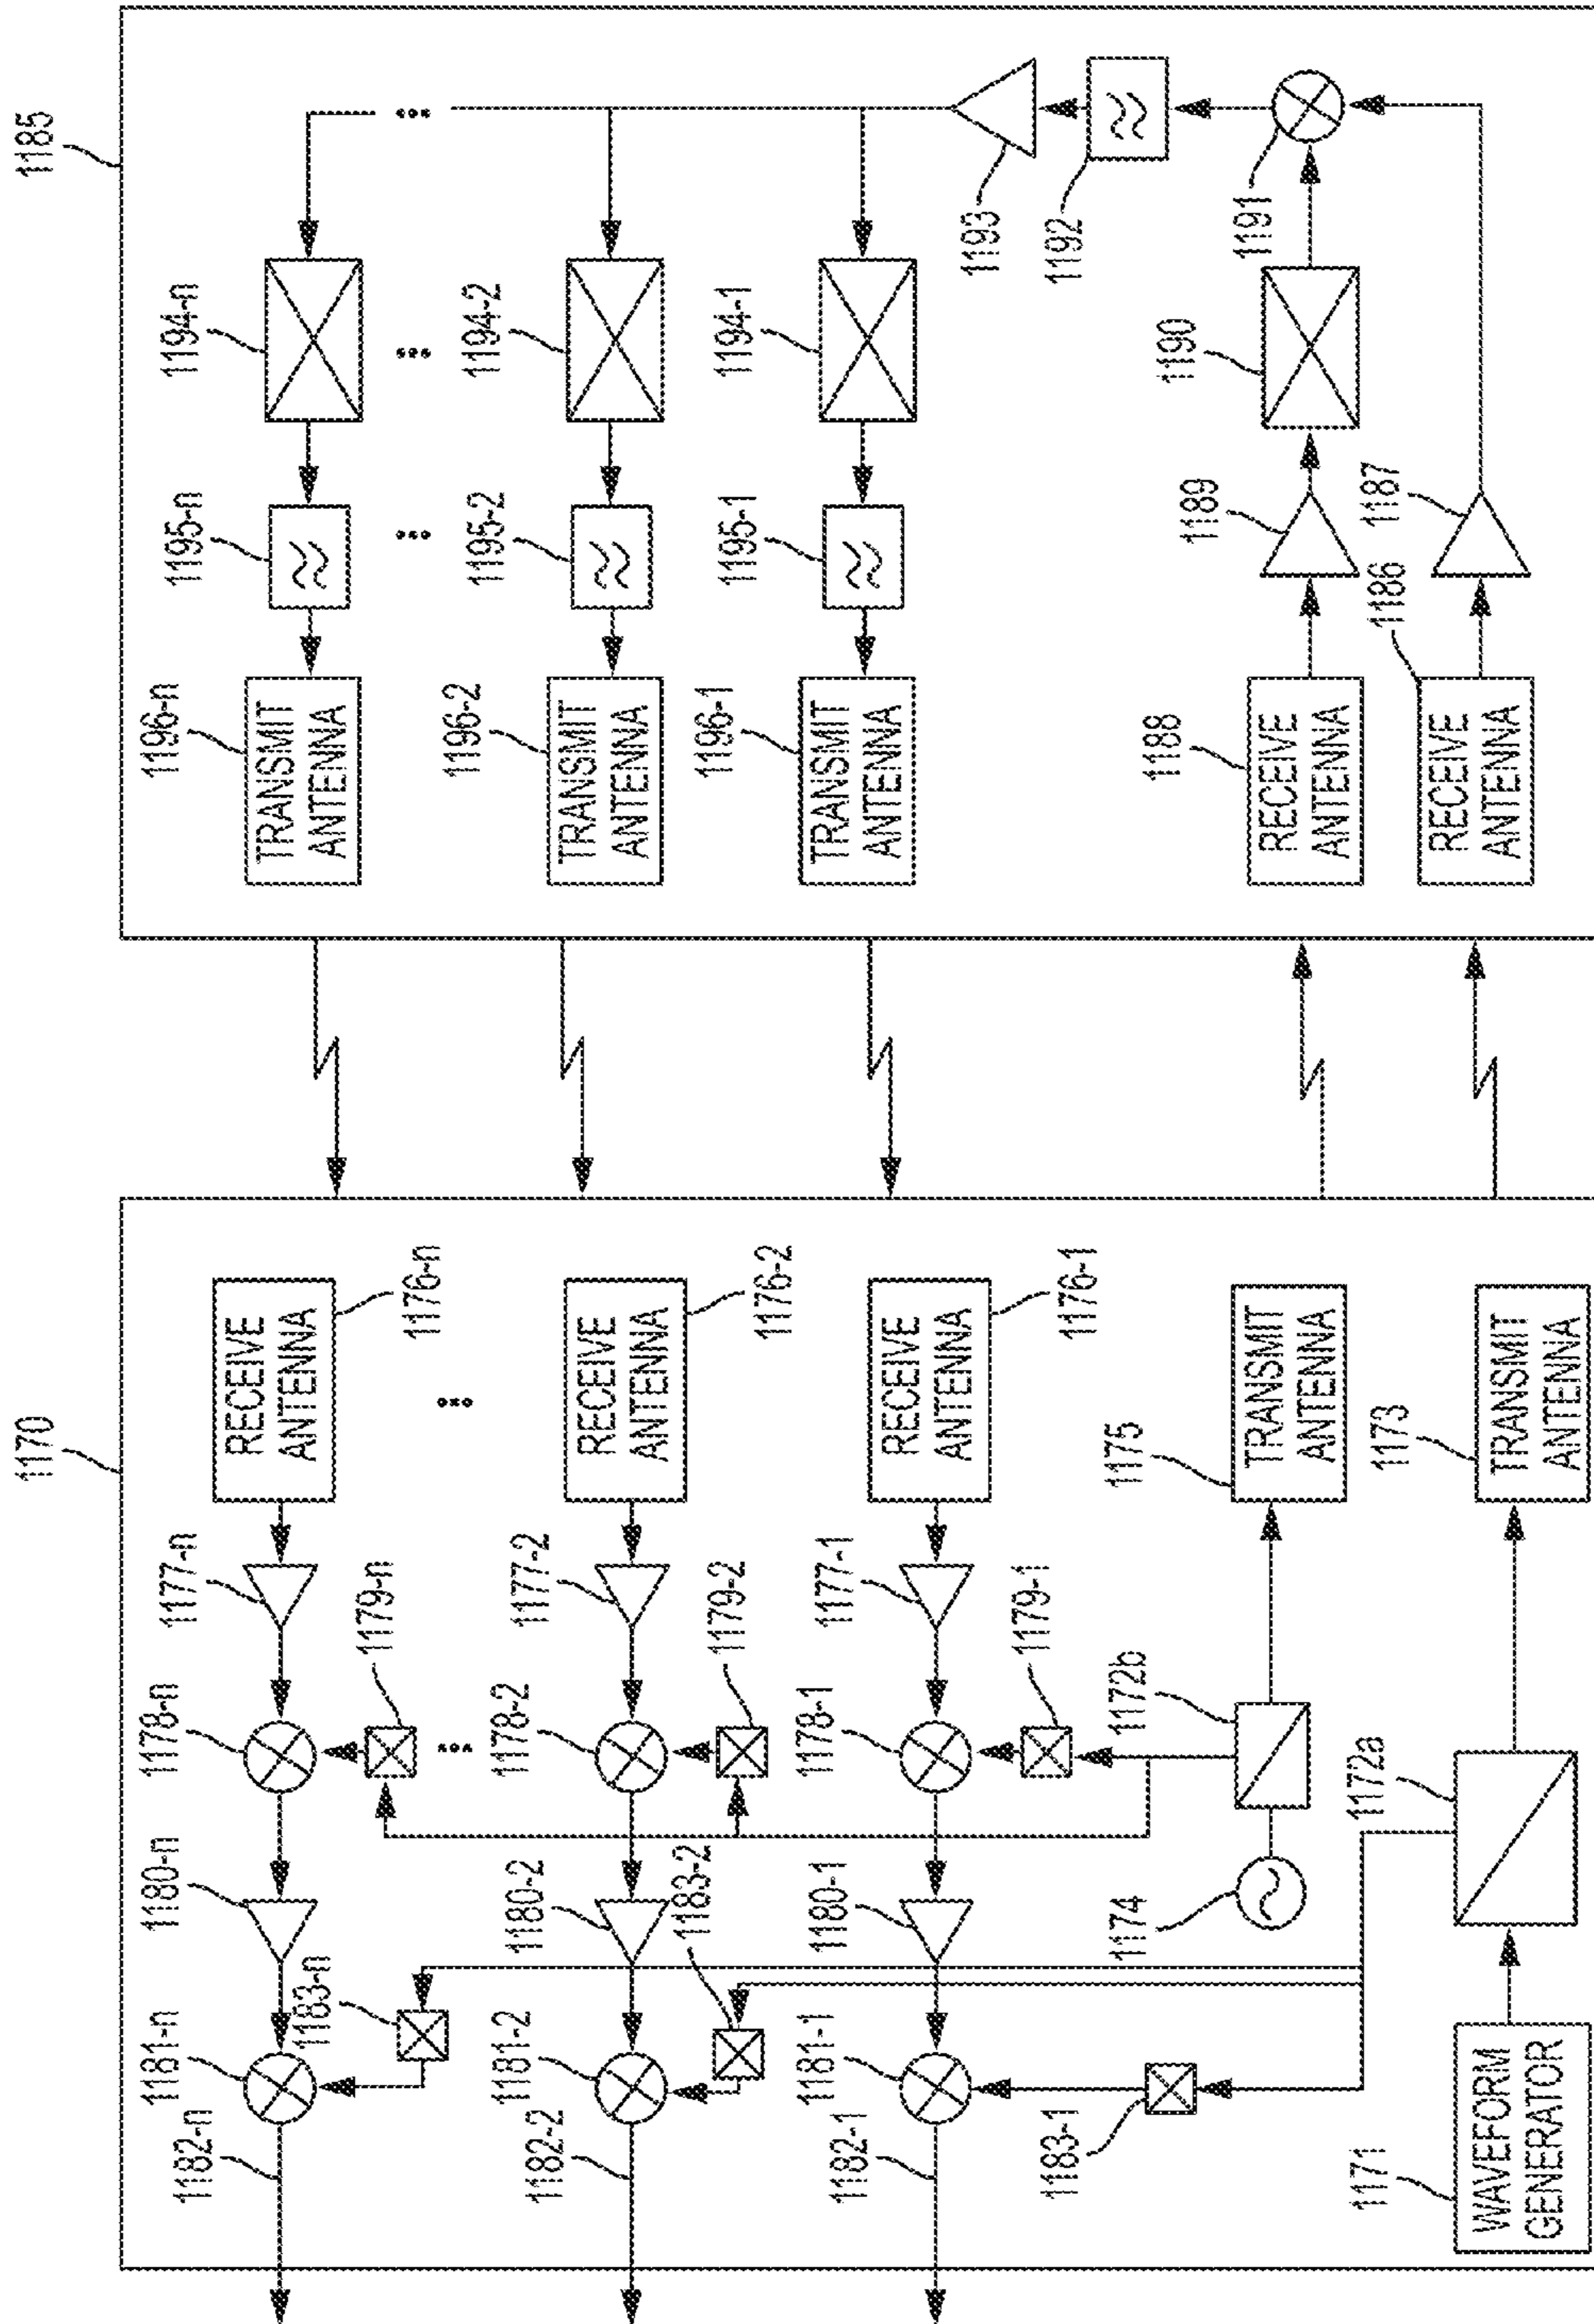 1170
1185
1182-n
1181-n
1180-n
1178-n
1177-n
RECEIVE
ANTENNA
1176-n
1183-n
1179-n
1196-n
TRANSMIT
ANTENNA
1195-n
1194-n
...
...
...
...
...
1182-2
1181-2
1180-2
1183-2
1178-2
1177-2
1179-2
RECEIVE
ANTENNA
1176-2
1196-2
TRANSMIT
ANTENNA
1195-2
1194-2
1182-1
1181-1
1180-1
1178-1
1177-1
1179-1
RECEIVE
ANTENNA
1176-1
1196-1
TRANSMIT
ANTENNA
1195-1
1194-1
1193
1192
1183-1
1174
1172b
1175
TRANSMIT
ANTENNA
1188
RECEIVE
ANTENNA
1189
1190
1191
1171
WAVEFORM
GENERATOR
1172a
1173
TRANSMIT
ANTENNA
1186
RECEIVE
ANTENNA
1187